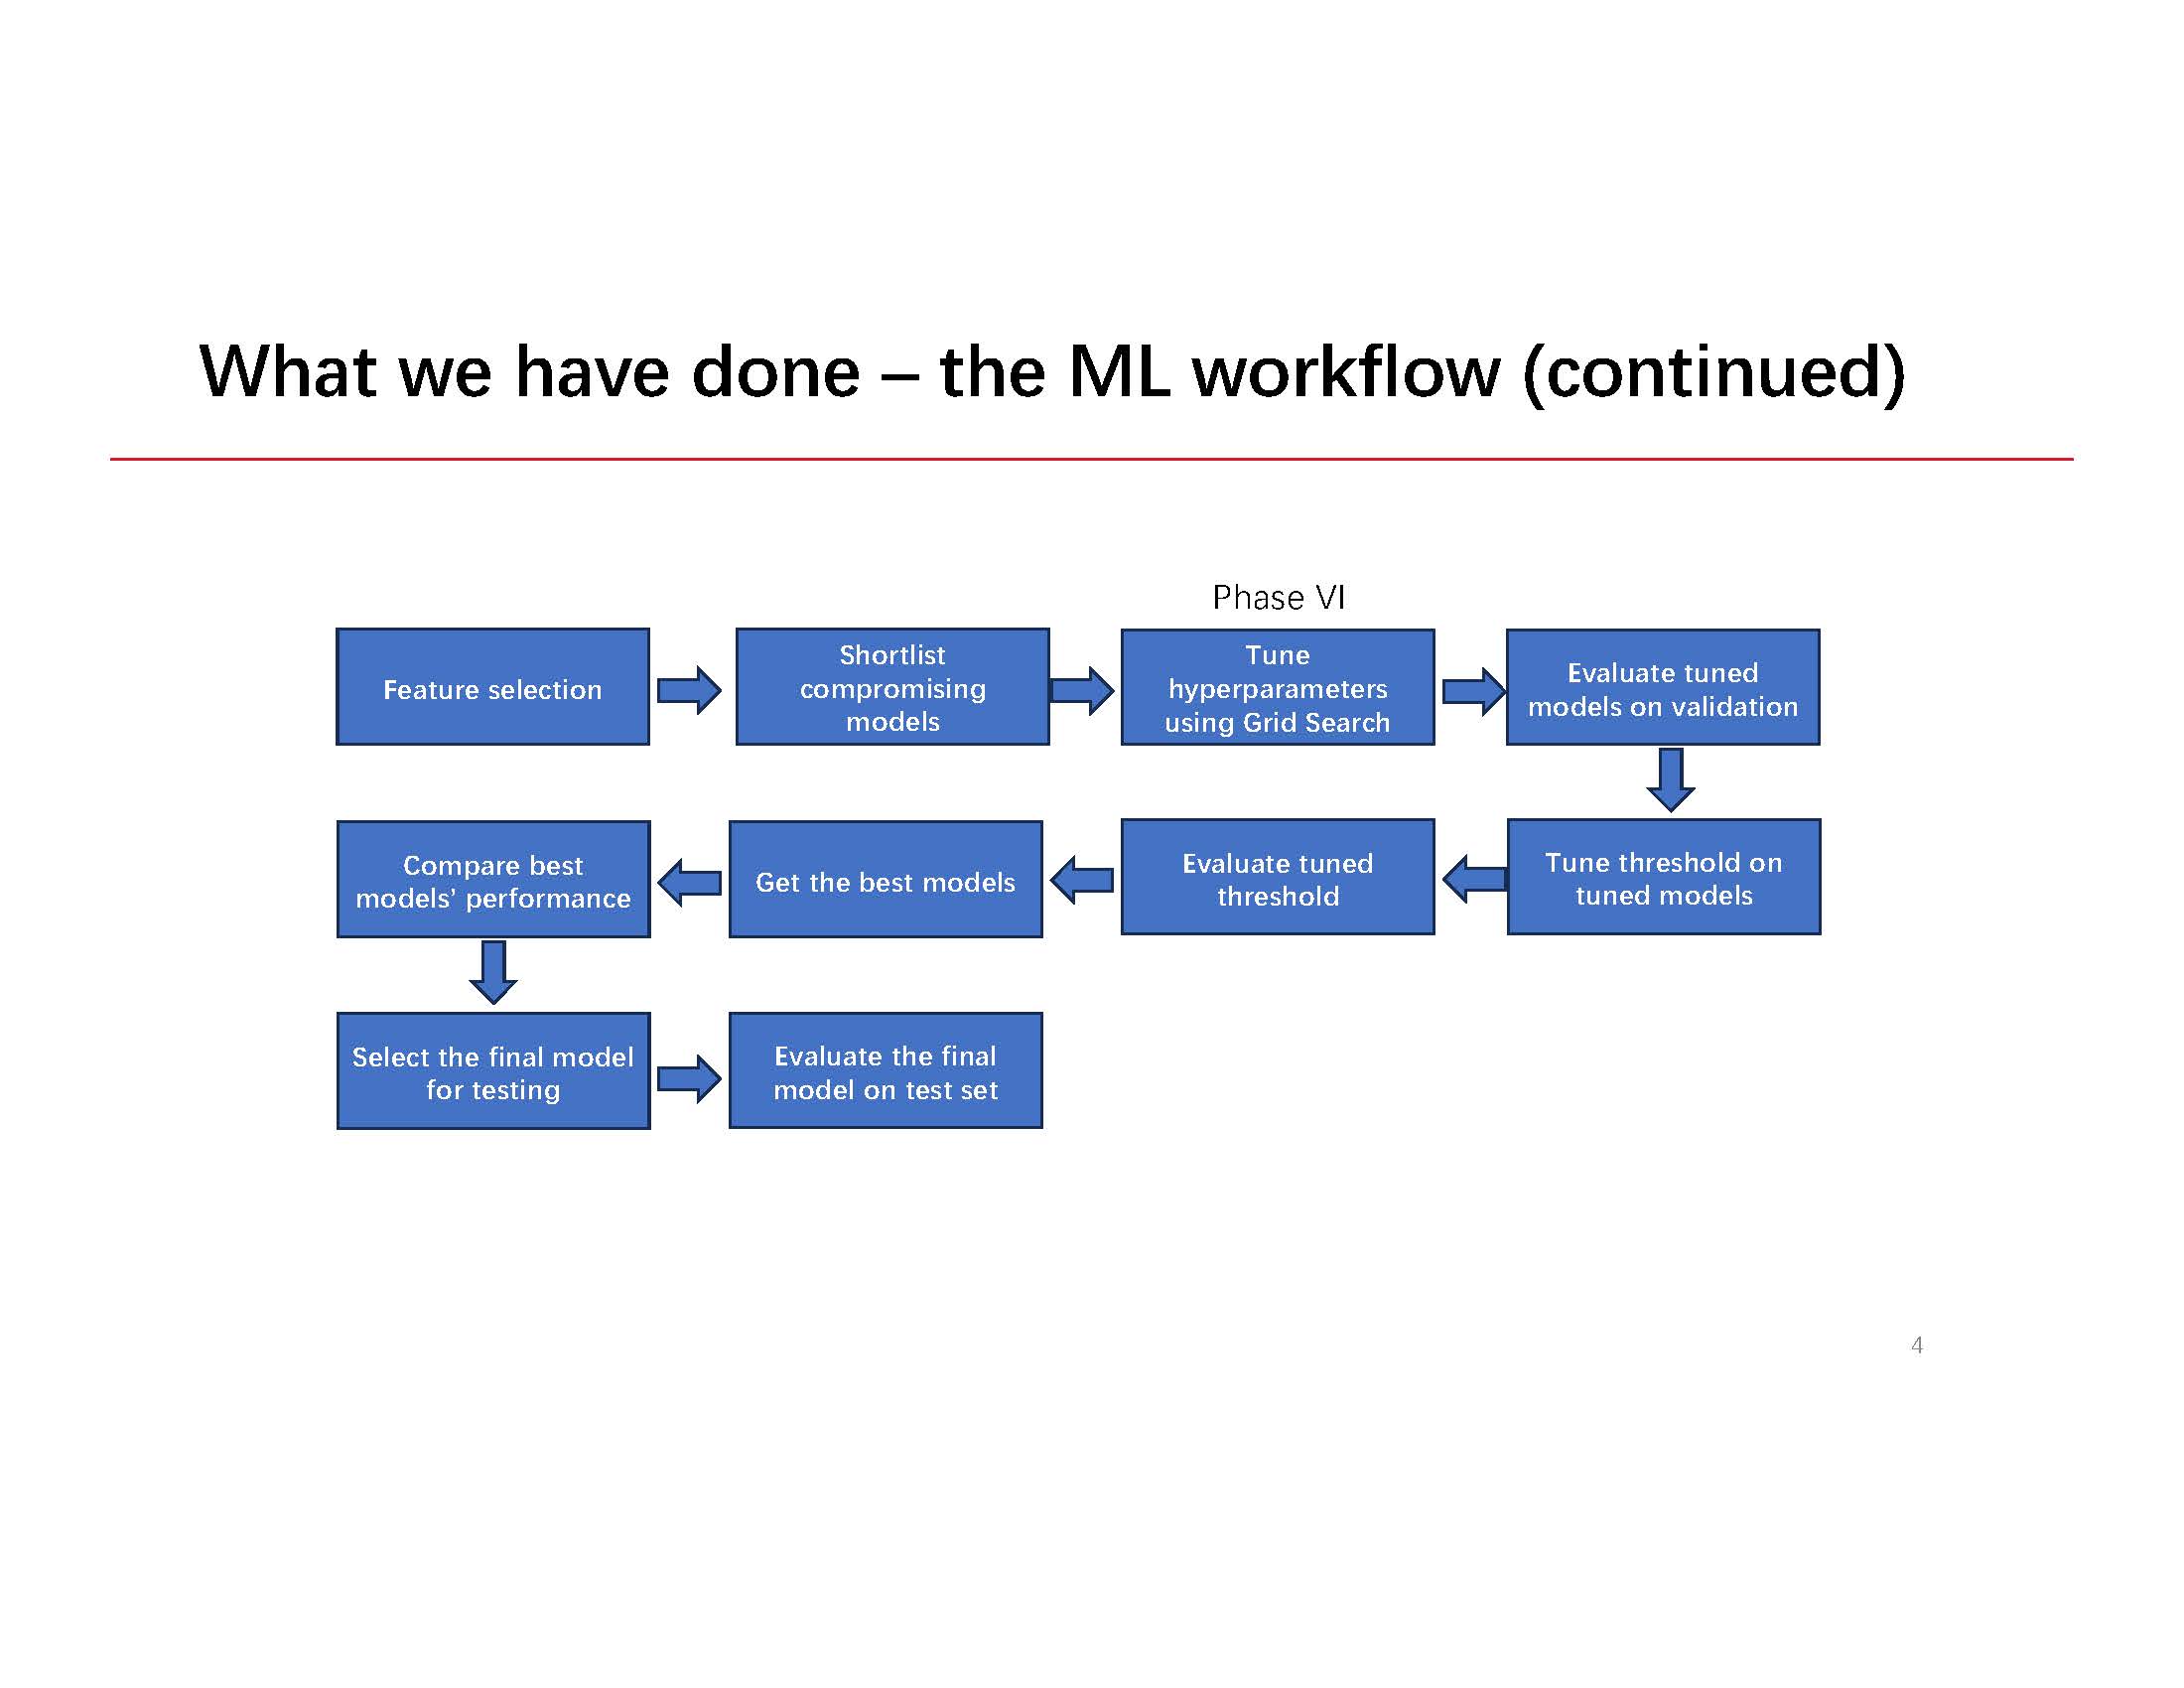 What we have done – the ML workflow (continued)
Phase VI
Feature selection
Shortlist
compromising
models
Tune
hyperparameters
using Grid Search
Evaluate tuned
models on validation
Tune threshold on
tuned models
Evaluate tuned
threshold
Get the best models
Compare best
models’ performance
Select the final model
for testing
Evaluate the final
model on test set
4